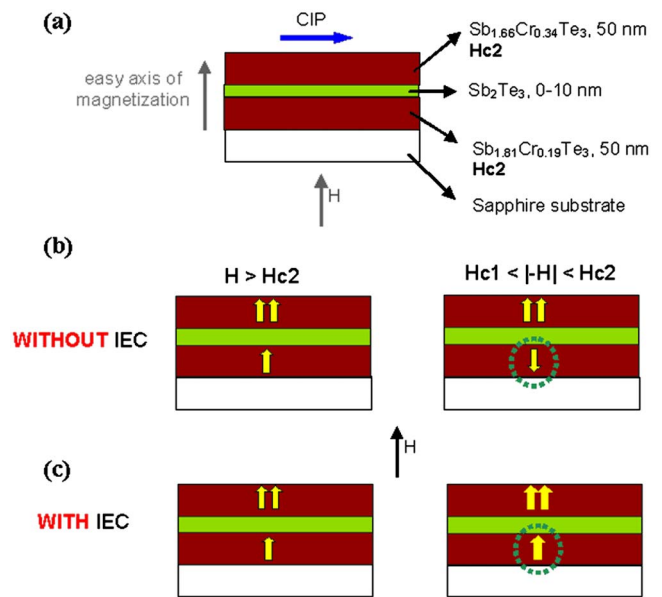 (a)
CIP
easy axis of
magnetization
H
Sb1.66Cr0.34Te3, 50 nm
Hc2
Sb2Te3, 0-10 nm
Sb1.81Cr0.19Te3, 50 nm
Hc2
Sapphire substrate
(b)
H > Hc2
Hc1 < |-H| < Hc2
WITHOUT IEC
H
(c)
WITH IEC